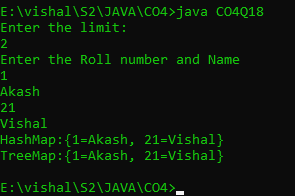 E:\vishal\S2\JAVA\CO4>java CO4Q18
Enter the limit:
2
Enter the Roll number and Name
1
Akash
21
Vishal
HashMap:{1=Akash, 21=Vishal}
TreeMap:{1=Akash, 21=Vishal}
E:\vishal\S2\JAVA\CO4>